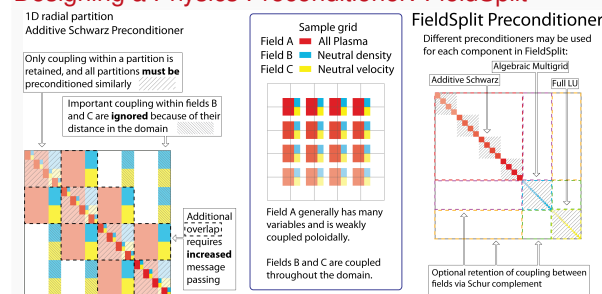 Designing a Physics Preconditioner: FieldSplit
1D radial partition
Additive Schwarz Preconditioner
Only coupling within a partition is
retained, and all partitions must be
preconditioned similarly
Important coupling within fields B
and C are ignored because of their
distance in the domain
Additional
overlap
requires
increased
message
passing
Sample grid
Field A All Plasma
Field B Neutral density
Field C Neutral velocity
Field A generally has many
variables and is weakly
coupled poloidally.
Fields B and C are coupled
throughout the domain.
FieldSplit Preconditioner
Different preconditioners may be used
for each component in FieldSplit:
Algebraic Multigrid
Additive Schwarz
Full LU
Optional retention of coupling between
fields via Schur complement